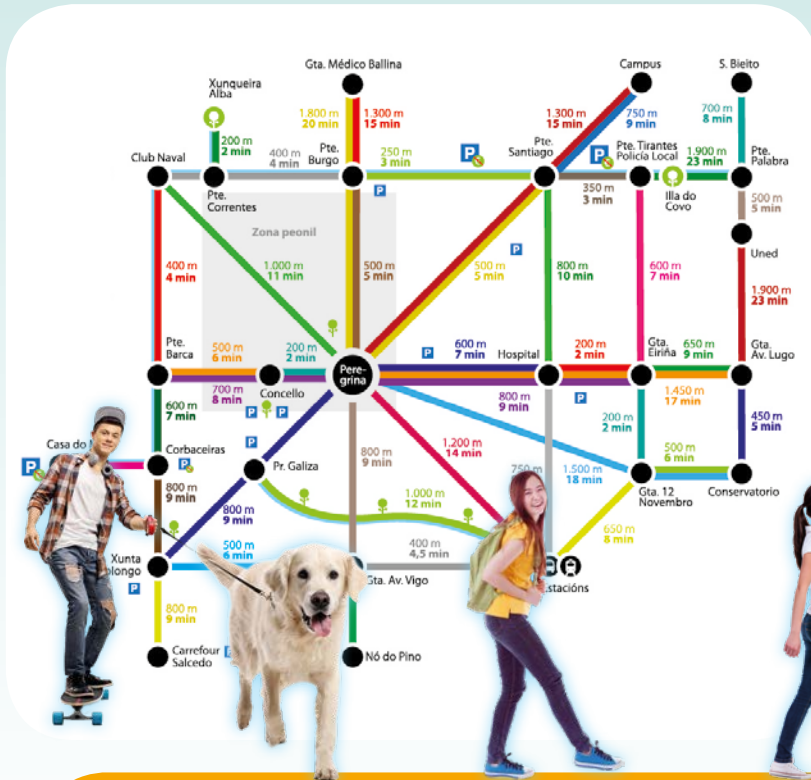 Gta. Médico Ballina
Campus
S. Bieito
Xunqueira
Alba
1.800 m
20 min
1.300 m
15 min
1.300 m
15 min
750 m
9 min
700 m
8 min
200 m
2 min
400 m
4 min
Pte.
Burgo
250 m
3 min
P
Pte.
Santiago
P
Pte. Tirantes
Policía Local
1.900 m
23 min
Pte.
Palabra
Club Naval
Pte.
Correntes
P
350 m
3 min
Illa do
Covo
500 m
5 min
Zona peonil
Uned
400 m
4 min
1.000 m
11 min
500 m
5 min
500 m
5 min
P
800 m
10 min
600 m
7 min
1.900 m
23 min
Pte.
Barca
500 m
6 min
200 m
2 min
P
600 m
7 min
Hospital
200 m
2 min
Gta.
Eiriña
650 m
9 min
Gta.
Av. Lugo
Pere-
grina
700 m
8 min
Concello
800 m
9 min
P
1.450 m
17 min
600 m
7 min
P
P
200 m
2 min
450 m
5 min
Casa do
Corbaceiras
P
800 m
9 min
1.200 m
14 min
500 m
6 min
P
P
Pr. Galiza
750 m
1.500 m
18 min
Gta. 12
Novembro
Conservatorio
800 m
9 min
800 m
9 min
1.000 m
12 min
650 m
8 min
500 m
6 min
400 m
4,5 min
Xunta
Gta. Av. Vigo
Estacións
P
800 m
9 min
Carrefour
Salcedo
Nó do Pino